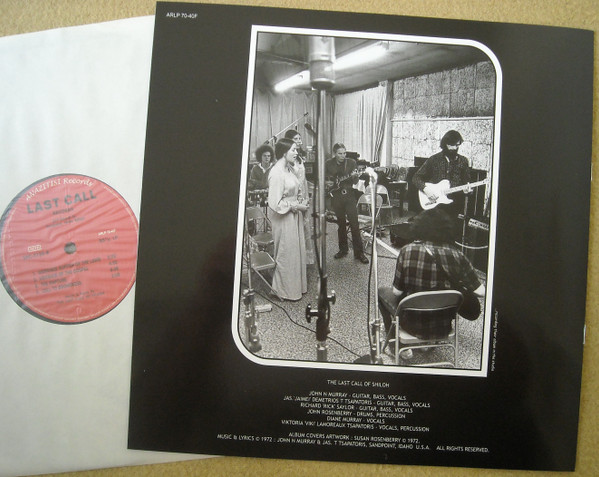 ARLP 70-40F
LAST CALL
THE LAST CALL OF SHILOH
JOHN N MURRAY - GUITAR, BASS, VOCALS
JAS 'JAIMEI' DEMETRIOS T TSAPATORIS - GUITAR, BASS, VOCALS
RICHARD 'RICK' SAYLOR - GUITAR, BASS, VOCALS
JOHN ROSENBERRY - DRUMS, PERCUSSION
DIANE MURRAY - VOCALS
VIKTORIA 'VIKI' LAMOREAUX TSAPATORIS - VOCALS, PERCUSSION
ALBUM COVERS ARTWORK : SUSAN ROSENBERRY © 1972.
MUSIC & LYRICS © 1972 : JOHN N MURRAY & JAS. T TSAPATORIS, SANDPOINT, IDAHO U.S.A. ALL RIGHTS RESERVED.